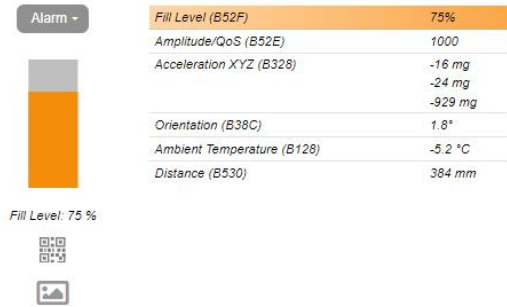 Alarm
Fill Level (B52F) 75%
Amplitude/QoS (B52E) 1000
Acceleration XYZ (B328) -16 mg
-24 mg
-929 mg
Orientation (B38C) 1.8°
Ambient Temperature (B128) -5.2 °C
Distance (B530) 384 mm
Fill Level: 75 %